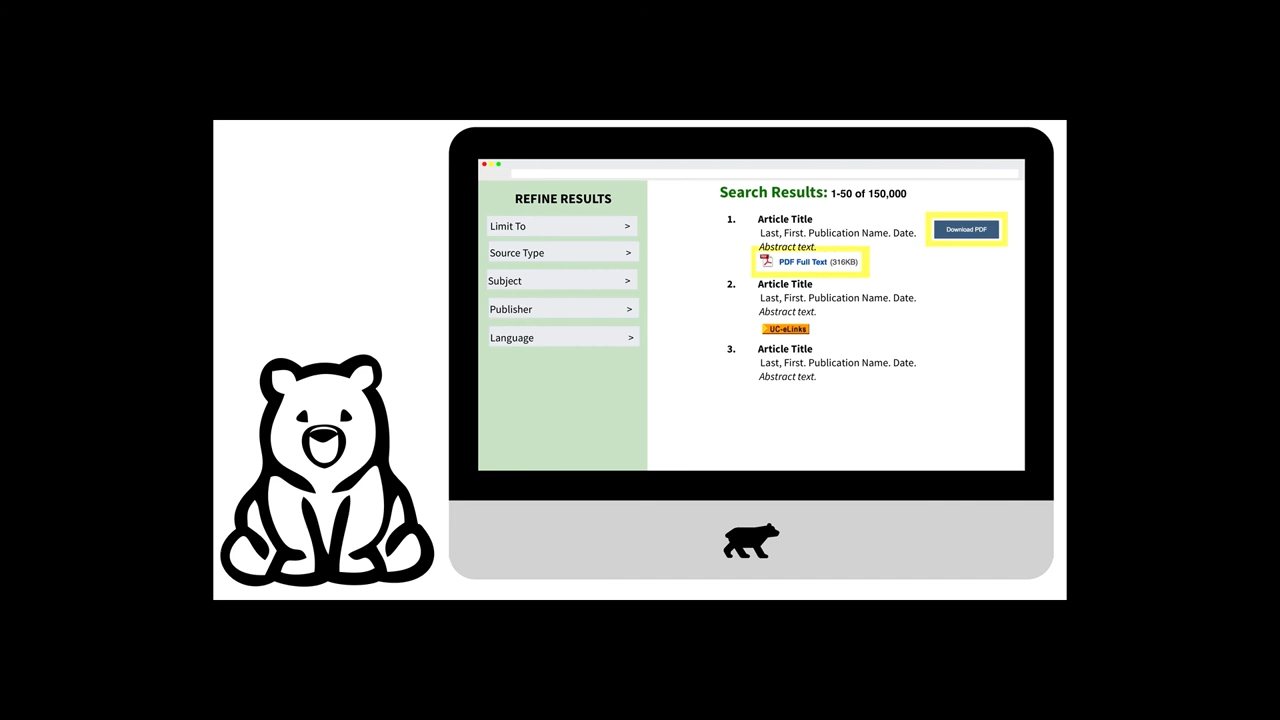 REFINE RESULTS
Limit To >
Source Type >
Subject >
Publisher >
Language >
Search Results: 1-50 of 150,000
1. Article Title
Last, First. Publication Name. Date.
Abstract text.
PDF Full Text (316KB)
Download PDF
2. Article Title
Last, First. Publication Name. Date.
Abstract text.
UC-eLinks
3. Article Title
Last, First. Publication Name. Date.
Abstract text.